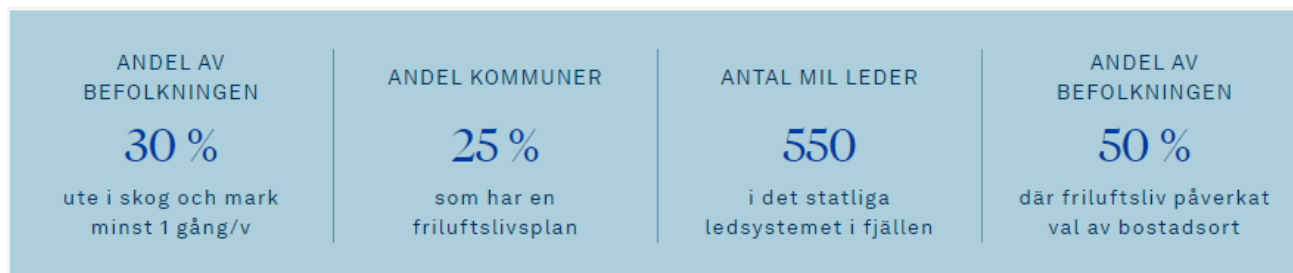 ANDEL AV
BEFOLKNINGEN
30 %
ute i skog och mark
minst 1 gång/v
ANDEL KOMMUNER
25 %
som har en
friluftslivsplan
ANTAL MIL LEDER
550
i det statliga
ledsystemet i fjällen
ANDEL AV
BEFOLKNINGEN
50 %
där friluftsliv påverkat
val av bostadsort